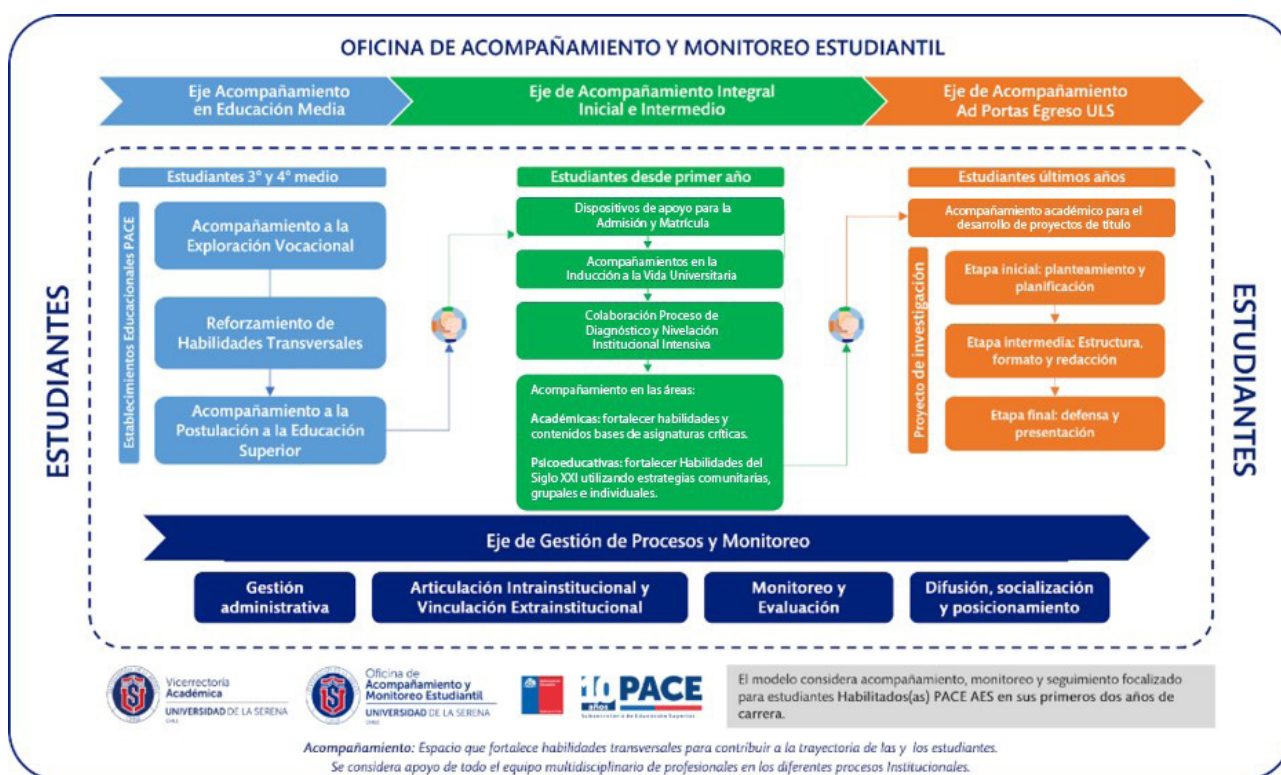 OFICINA DE ACOMPAÑAMIENTO Y MONITOREO ESTUDIANTIL
Eje Acompañamiento
en Educación Media
Eje de Acompañamiento Integral
Inicial e Intermedio
Eje de Acompañamiento
Ad Portas Egreso ULS
ESTUDIANTES
Estudiantes 3° y 4° medio
Establecimientos Educacionales PACE
Acompañamiento a la
Exploración Vocacional
Reforzamiento de
Habilidades Transversales
Acompañamiento a la
Postulación a la Educación
Superior
Estudiantes desde primer año
Dispositivos de apoyo para la
Admisión y Matrícula
Acompañamientos en la
Inducción a la Vida Universitaria
Colaboración Proceso de
Diagnóstico y Nivelación
Institucional Intensiva
Acompañamiento en las áreas:
Académicas: fortalecer habilidades y
contenidos bases de asignaturas críticas.
Psicoeducativas: fortalecer Habilidades del
Siglo XXI utilizando estrategias comunitarias,
grupales e individuales.
Estudiantes últimos años
Acompañamiento académico para el
desarrollo de proyectos de título
Proyecto de investigación
Etapa inicial: planteamiento y
planificación
Etapa intermedia: Estructura,
formato y redacción
Etapa final: defensa y
presentación
ESTUDIANTES
Eje de Gestión de Procesos y Monitoreo
Gestión
administrativa
Articulación Intrainstitucional y
Vinculación Extrainstitucional
Monitoreo y
Evaluación
Difusión, socialización
y posicionamiento
Vicerrectoría
Académica
UNIVERSIDAD DE LA SERENA
CHILE
Oficina de
Acompañamiento y
Monitoreo Estudiantil
UNIVERSIDAD DE LA SERENA
CHILE
10 años PACE
Subsecretaría de Educación Superior
El modelo considera acompañamiento, monitoreo y seguimiento focalizado
para estudiantes Habilitados(as) PACE AES en sus primeros dos años de
carrera.
Acompañamiento: Espacio que fortalece habilidades transversales para contribuir a la trayectoria de las y los estudiantes.
Se considera apoyo de todo el equipo multidisciplinario de profesionales en los diferentes procesos Institucionales.